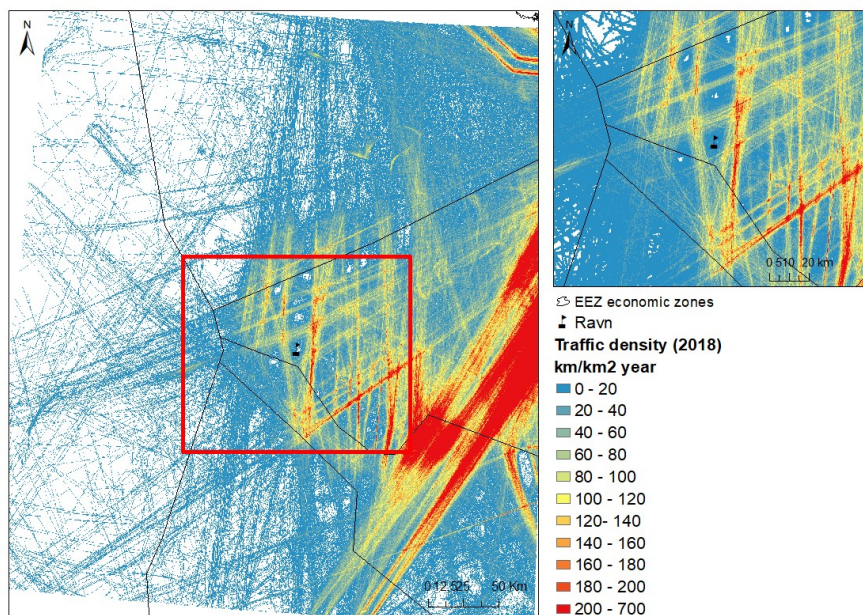 N
0 12.525 50 Km
N
0 510 20 km
EEZ economic zones
Ravn
Traffic density (2018)
km/km2 year
0 - 20
20 - 40
40 - 60
60 - 80
80 - 100
100 - 120
120- 140
140 - 160
160 - 180
180 - 200
200 - 700